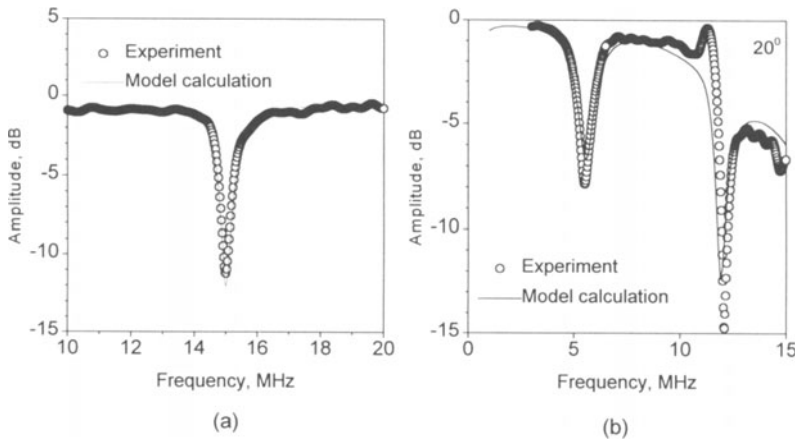 5
0
-5
-10
-15
Amplitude, dB
Experiment
Model calculation
10 12 14 16 18 20
Frequency, MHz
(a)
0
-5
-10
-15
Amplitude, dB
20⁰
Experiment
Model calculation
0 5 10 15
Frequency, MHz
(b)